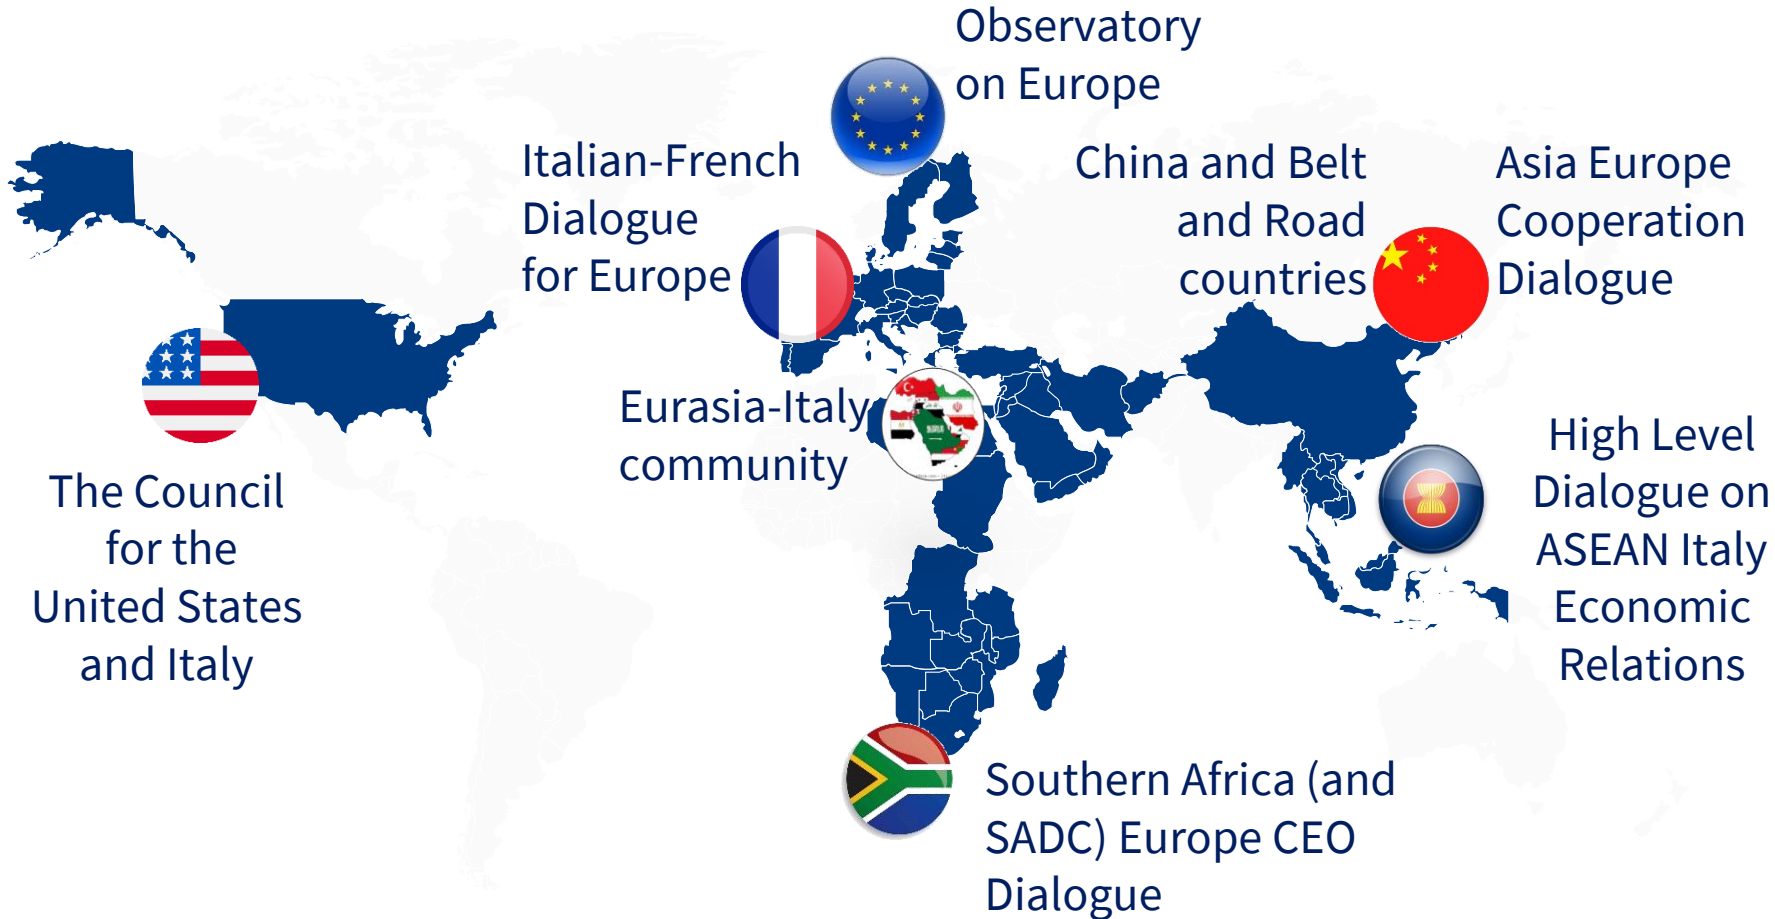 Observatory
on Europe
Italian-French
Dialogue
for Europe
China and Belt
and Road
countries
Asia Europe
Cooperation
Dialogue
Eurasia-Italy
community
The Council
for the
United States
and Italy
High Level
Dialogue on
ASEAN Italy
Economic
Relations
Southern Africa (and
SADC) Europe CEO
Dialogue